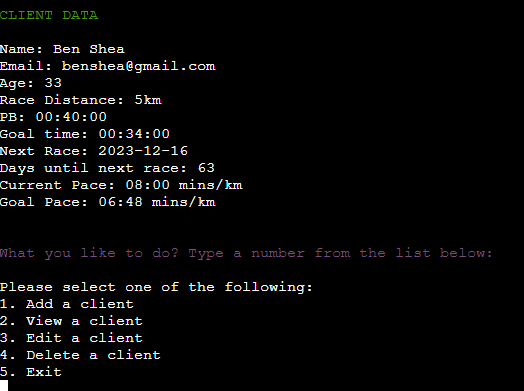 CLIENT DATA
Name: Ben Shea
Email: benshea@gmail.com
Age: 33
Race Distance: 5km
PB: 00:40:00
Goal time: 00:34:00
Next Race: 2023-12-16
Days until next race: 63
Current Pace: 08:00 mins/km
Goal Pace: 06:48 mins/km
What you like to do? Type a number from the list below:
Please select one of the following:
1. Add a client
2. View a client
3. Edit a client
4. Delete a client
5. Exit